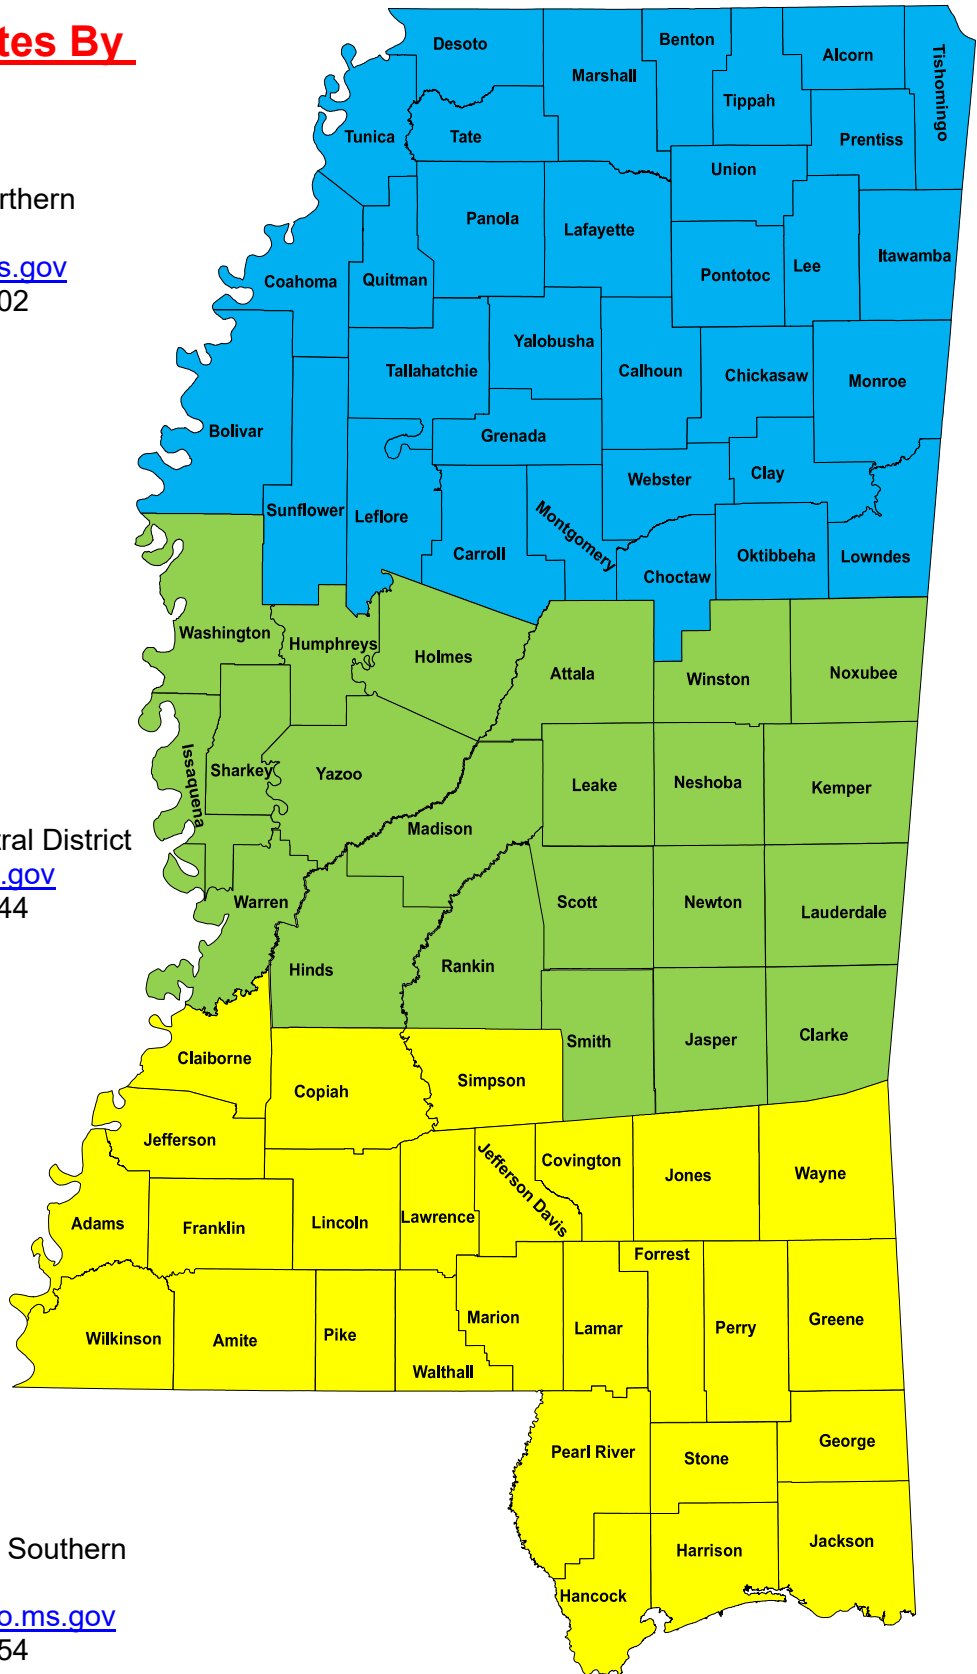 tes By
rthern
s.gov
02
tral District
.gov
44
Southern
o.ms.gov
54
Desoto
Marshall
Benton
Tippah
Alcorn
Tishomingo
Tunica
Tate
Prentiss
Union
Panola
Lafayette
Pontotoc
Lee
Itawamba
Coahoma
Quitman
Tallahatchie
Yalobusha
Calhoun
Chickasaw
Monroe
Bolivar
Grenada
Sunflower
Leflore
Carroll
Montgomery
Webster
Clay
Choctaw
Oktibbeha
Lowndes
Washington
Humphreys
Holmes
Attala
Winston
Noxubee
Issaquena
Sharkey
Yazoo
Madison
Leake
Neshoba
Kemper
Warren
Hinds
Rankin
Scott
Newton
Lauderdale
Smith
Jasper
Clarke
Claiborne
Copiah
Simpson
Jefferson
Adams
Franklin
Lincoln
Lawrence
Jefferson Davis
Covington
Jones
Wayne
Wilkinson
Amite
Pike
Walthall
Marion
Lamar
Forrest
Perry
Greene
Pearl River
Stone
George
Hancock
Harrison
Jackson